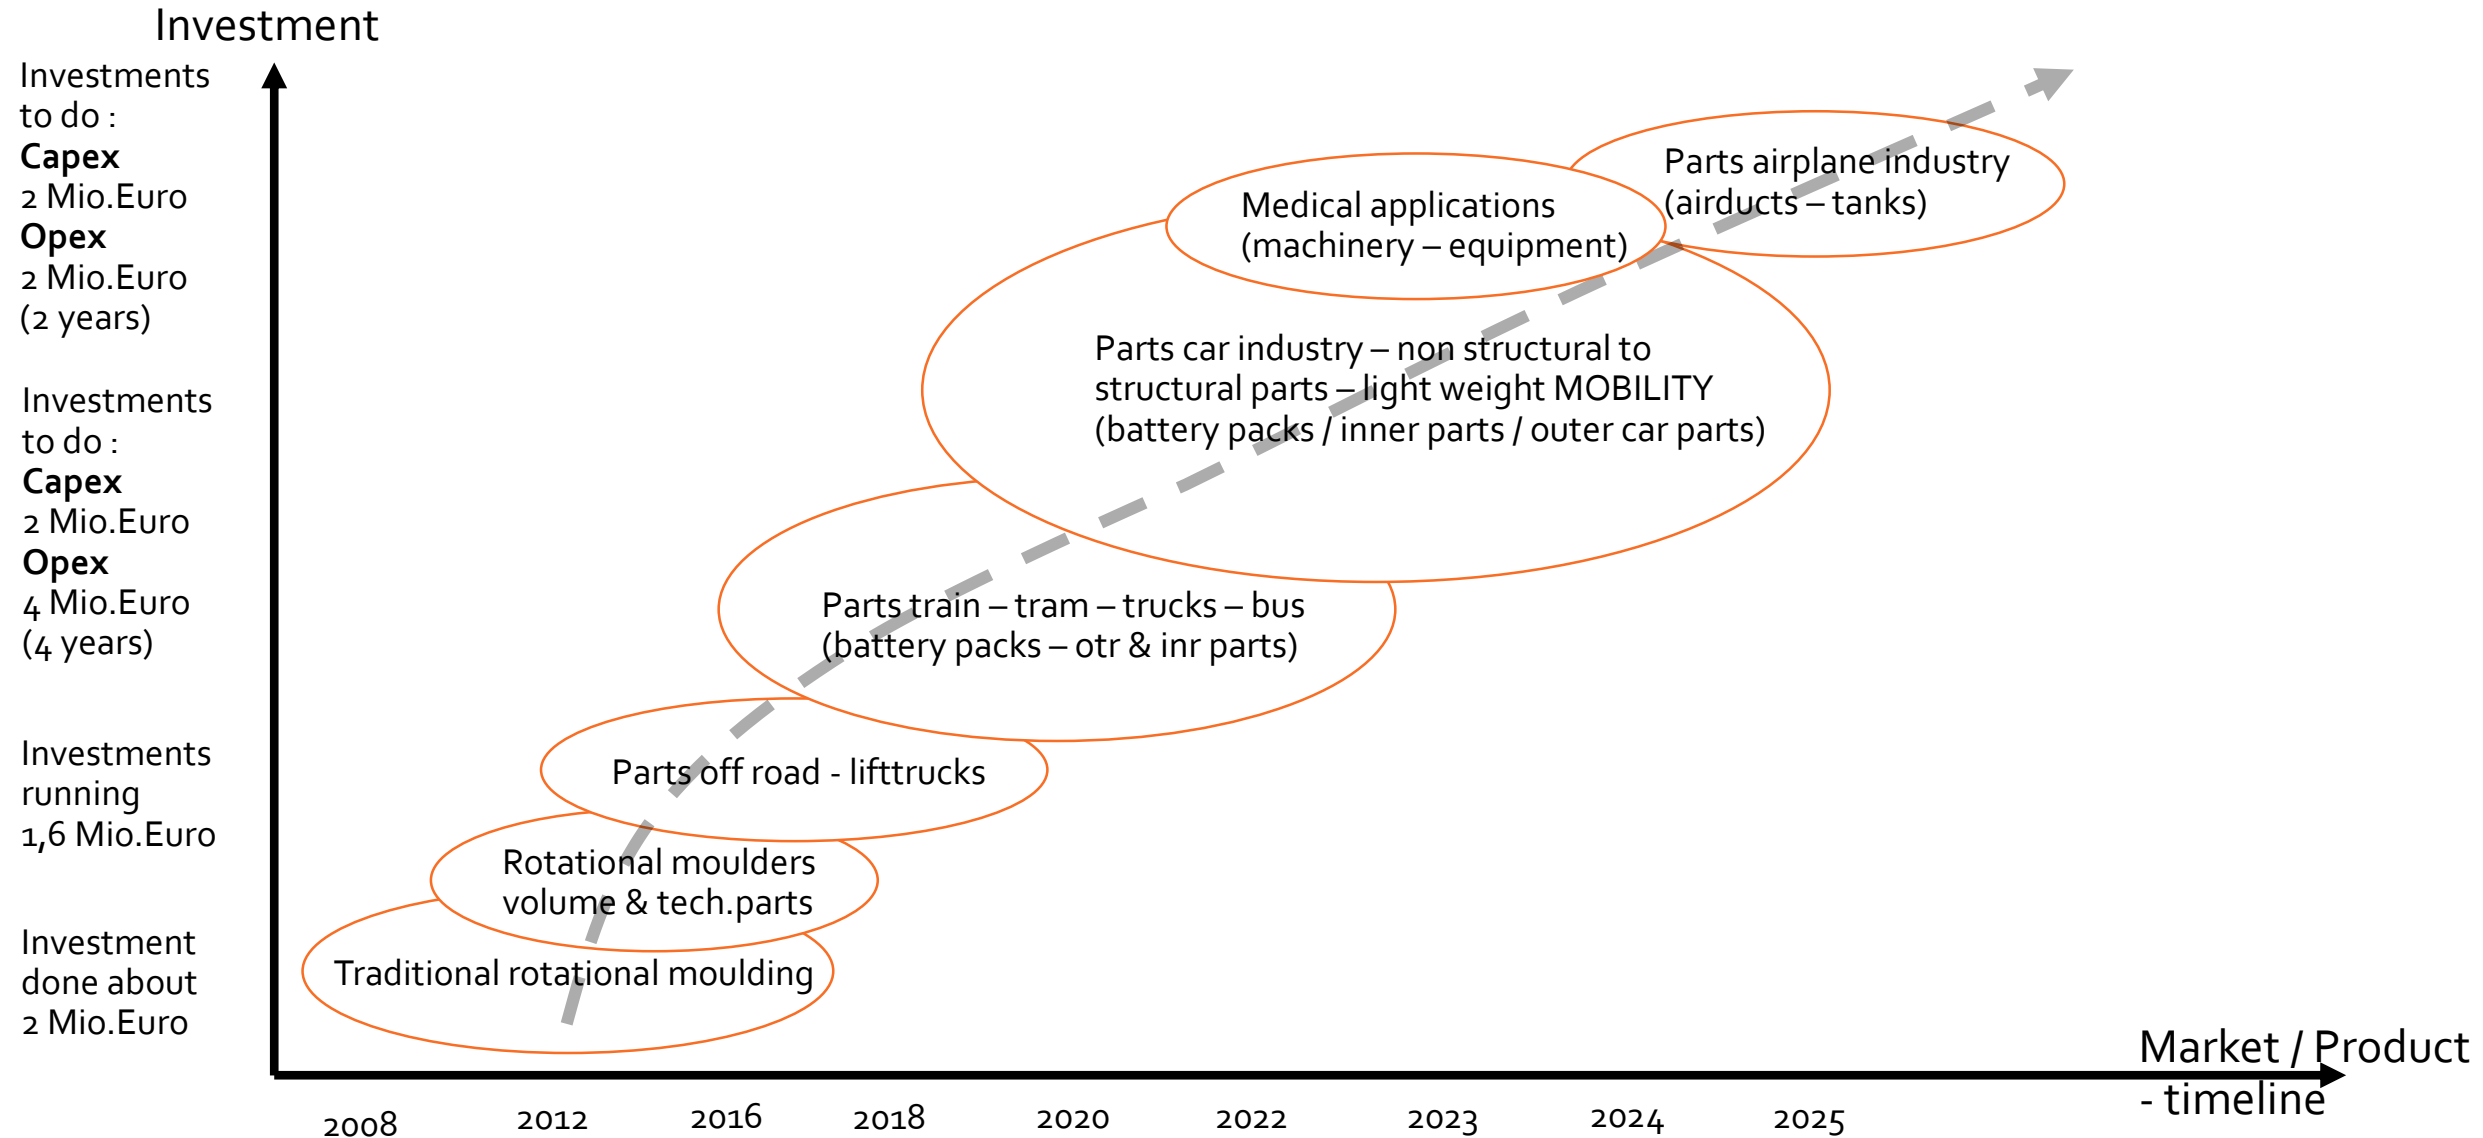 Investment
Investments
to do :
Capex
2 Mio.Euro
Opex
2 Mio.Euro
(2 years)
Investments
to do :
Capex
2 Mio.Euro
Opex
4 Mio.Euro
(4 years)
Investments
running
1,6 Mio.Euro
Investment
done about
2 Mio.Euro
Parts airplane industry
(airducts – tanks)
Medical applications
(machinery – equipment)
Parts car industry – non structural to
structural parts – light weight MOBILITY
(battery packs / inner parts / outer car parts)
Parts train – tram – trucks – bus
(battery packs – otr & inr parts)
Parts off road - lifttrucks
Rotational moulders
volume & tech.parts
Traditional rotational moulding
Market / Product
- timeline
2008 2012 2016 2018 2020 2022 2023 2024 2025